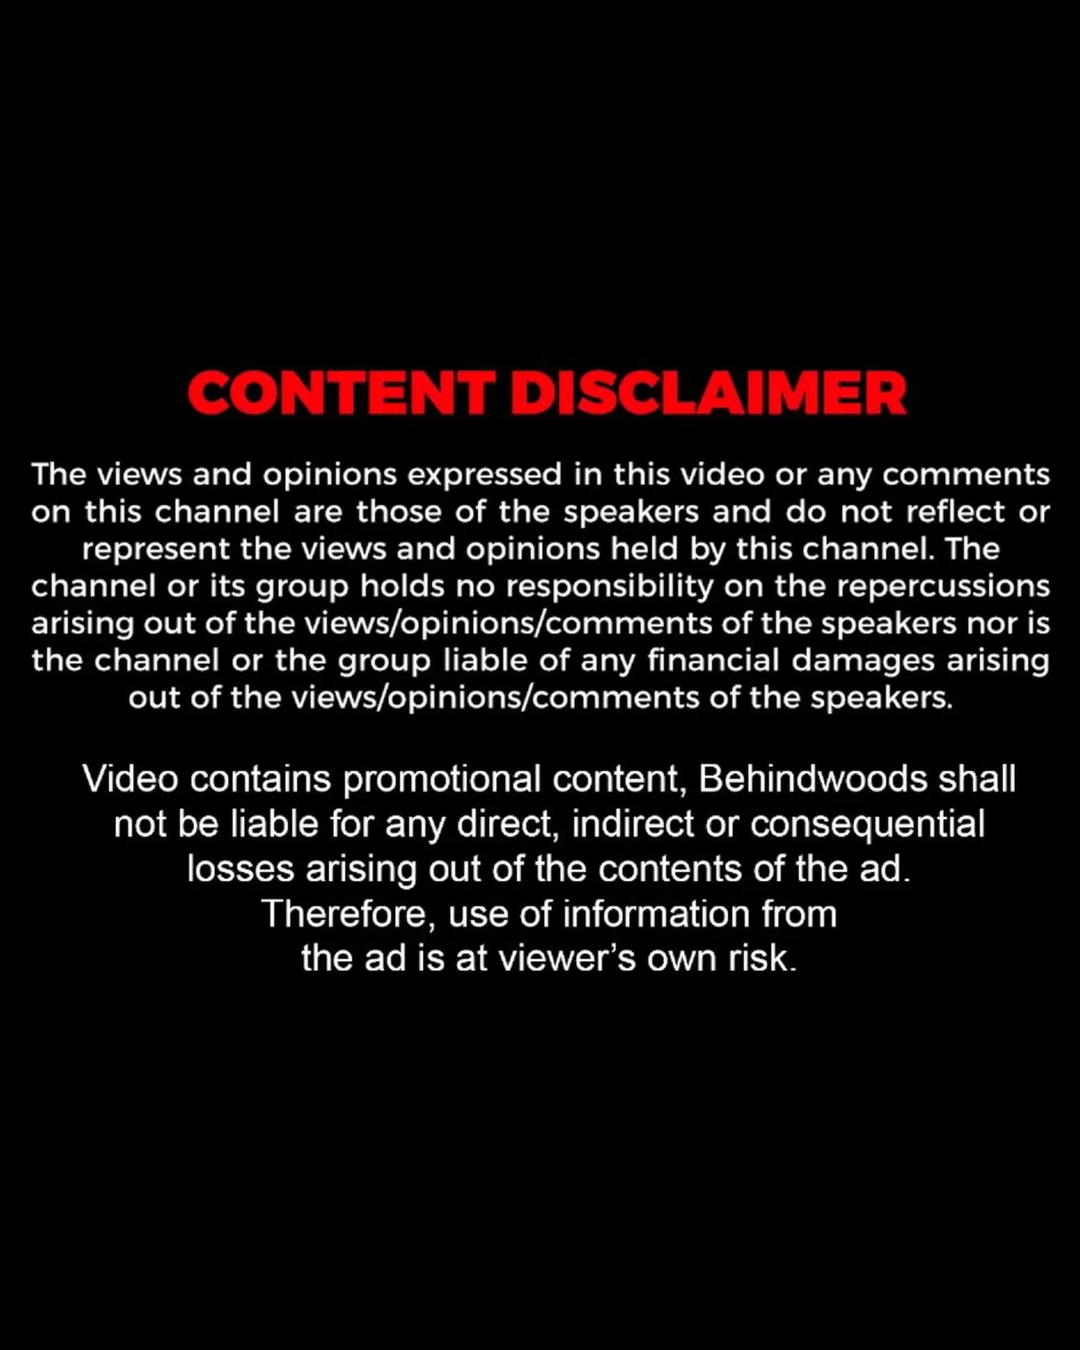 CONTENT DISCLAIMER
The views and opinions expressed in this video or any comments
on this channel are those of the speakers and do not reflect or
represent the views and opinions held by this channel. The
channel or its group holds no responsibility on the repercussions
arising out of the views/opinions/comments of the speakers nor is
the channel or the group liable of any financial damages arising
out of the views/opinions/comments of the speakers.
Video contains promotional content, Behindwoods shall
not be liable for any direct, indirect or consequential
losses arising out of the contents of the ad.
Therefore, use of information from
the ad is at viewer’s own risk.